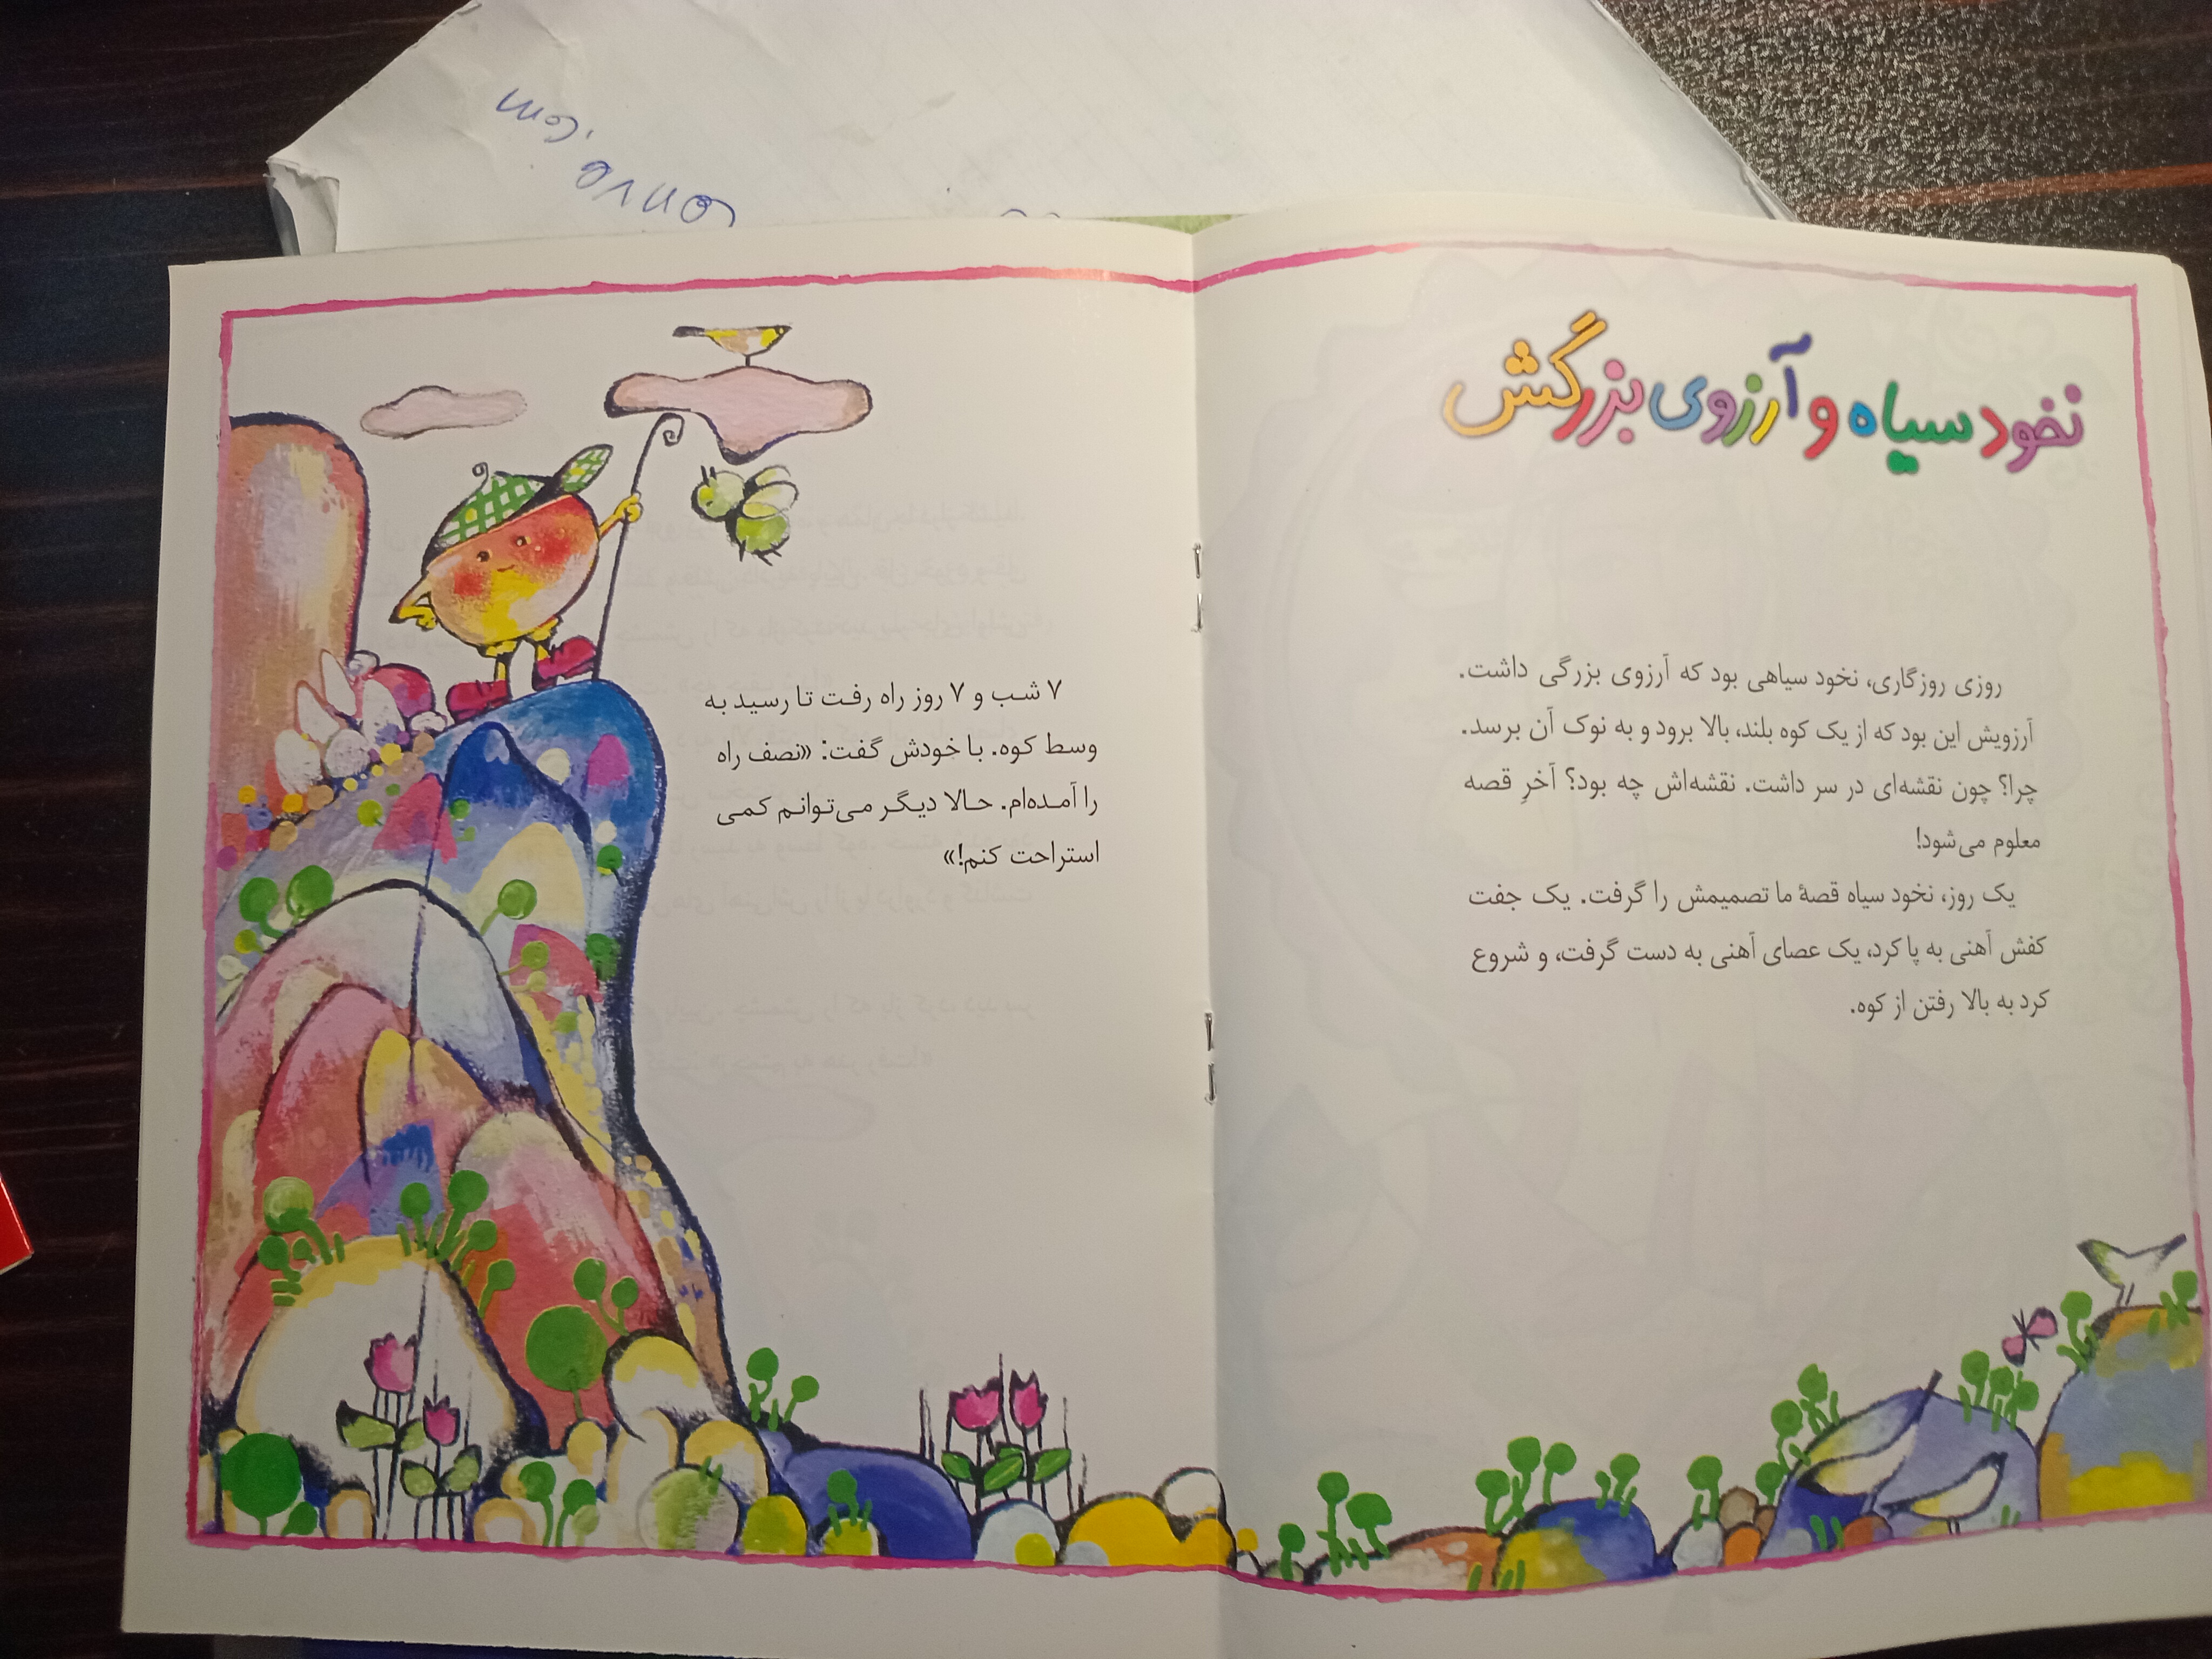 conve.com
نخود سیاه و آرزوی بزرگش
روزی روزگاری، نخود سیاهی بود که آرزوی بزرگی داشت.
آرزویش این بود که از یک کوه بلند، بالا برود و به نوک آن برسد.
چرا؟ چون نقشه‌ای در سر داشت. نقشه‌اش چه بود؟ آخرِ قصه
معلوم می‌شود!
یک روز، نخود سیاه قصهٔ ما تصمیمش را گرفت. یک جفت
کفش آهنی به پا کرد، یک عصای آهنی به دست گرفت، و شروع
کرد به بالا رفتن از کوه.
۷ شب و ۷ روز راه رفت تا رسید به
وسط کوه. با خودش گفت: «نصف راه
را آمده‌ام. حالا دیگر می‌توانم کمی
استراحت کنم!»